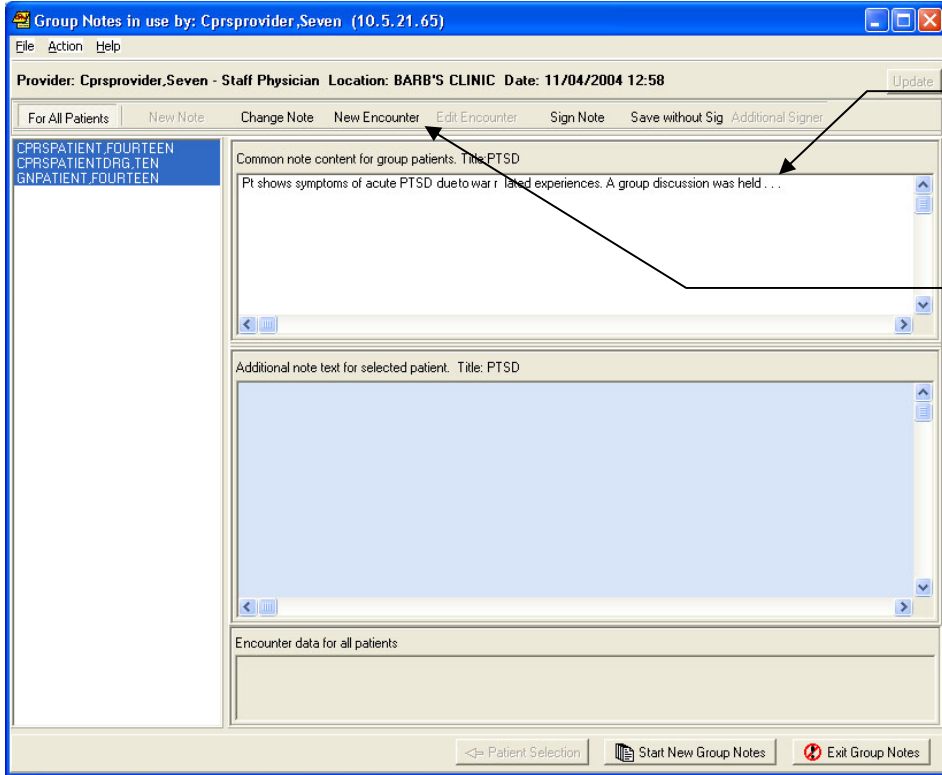 Group Notes in use by: Cprsprovider,Seven (10.5.21.65)
File Action Help
Provider: Cprsprovider,Seven - Staff Physician Location: BARB'S CLINIC Date: 11/04/2004 12:58 Update
For All Patients New Note Change Note New Encounter Edit Encounter Sign Note Save without Sig Additional Signer
CPRSPATIENT,FOURTEEN
CPRSPATIENTDRG,TEN
GNPATIENT,FOURTEEN
Common note content for group patients. Title:PTSD
Pt shows symptoms of acute PTSD due to war r lated experiences. A group discussion was held . . .
Additional note text for selected patient. Title: PTSD
Encounter data for all patients
<= Patient Selection Start New Group Notes Exit Group Notes